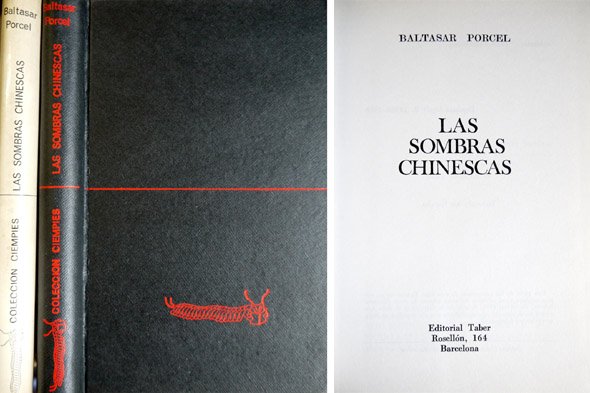 Baltasar
Porcel
LAS SOMBRAS CHINESCAS
COLECCION CIEMPIES
Baltasar
Porcel
LAS SOMBRAS CHINESCAS
COLECCION CIEMPIES
BALTASAR PORCEL
LAS
SOMBRAS
CHINESCAS
Editorial Taber
Rosellón, 164
Barcelona